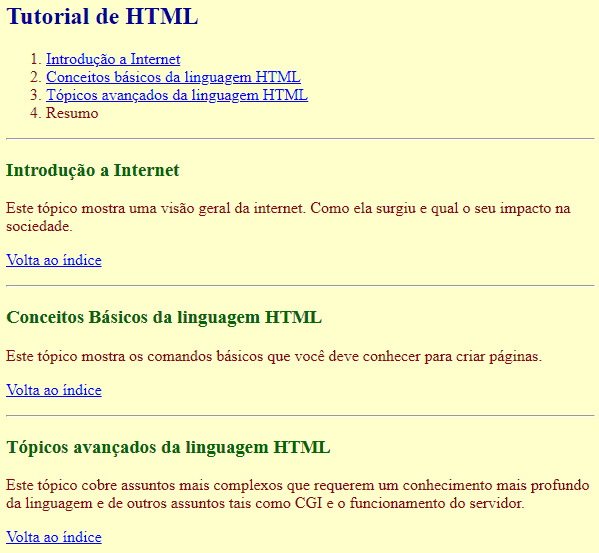 Tutorial de HTML
1. Introdução a Internet
2. Conceitos básicos da linguagem HTML
3. Tópicos avançados da linguagem HTML
4. Resumo
Introdução a Internet
Este tópico mostra uma visão geral da internet. Como ela surgiu e qual o seu impacto na
sociedade.
Volta ao índice
Conceitos Básicos da linguagem HTML
Este tópico mostra os comandos básicos que você deve conhecer para criar páginas.
Volta ao índice
Tópicos avançados da linguagem HTML
Este tópico cobre assuntos mais complexos que requerem um conhecimento mais profundo
da linguagem e de outros assuntos tais como CGI e o funcionamento do servidor.
Volta ao índice